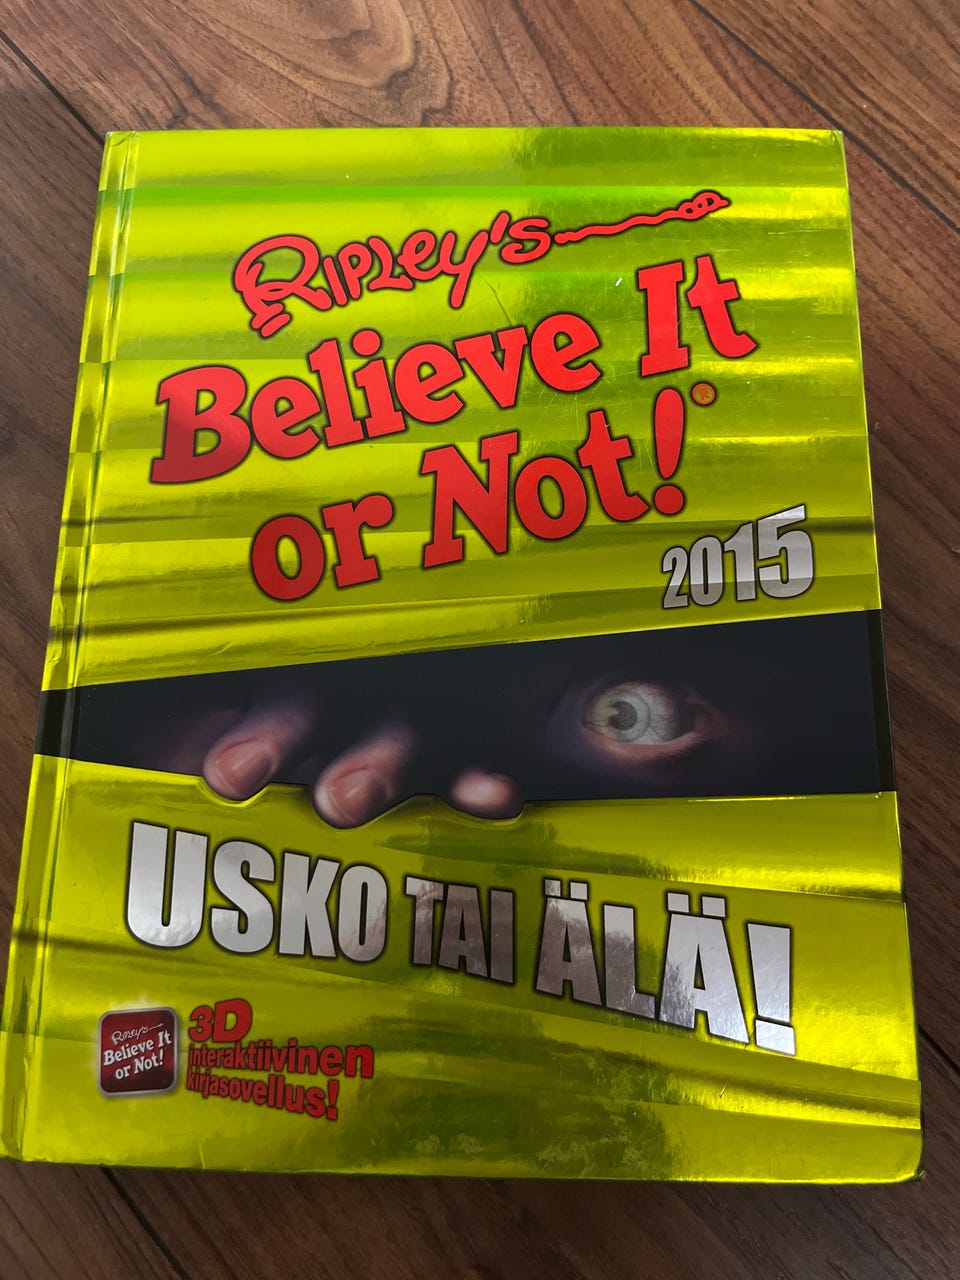 RIPLEY'S
Believe It
or Not!®
2015
USKO TAI ÄLÄ!
RIPLEY'S
Believe It
or Not!
3D
interaktiivinen
kirjasovellus!